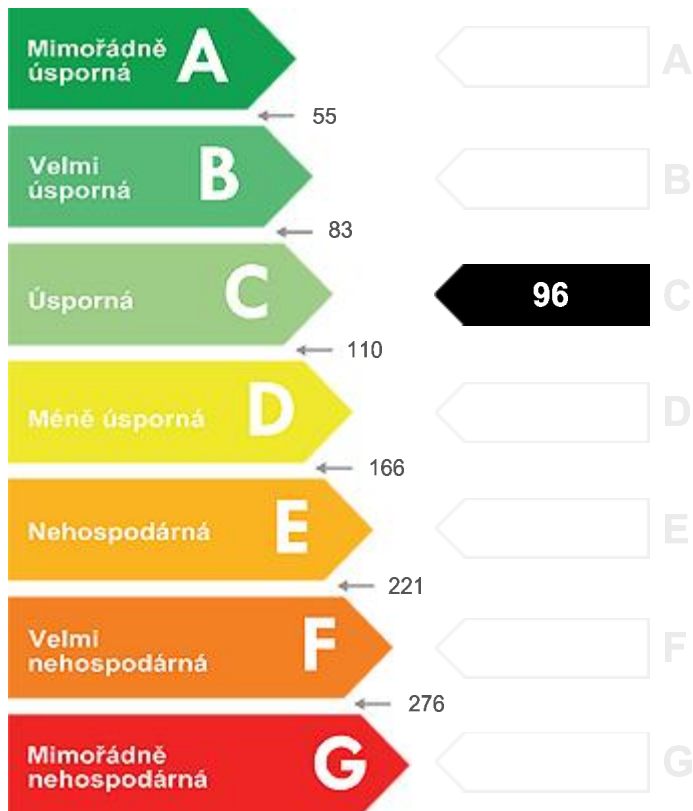 Mimořádně
úsporná
A
A
55
Velmi
úsporná
B
B
83
Úsporná
C
96
C
110
Méně úsporná
D
D
166
Nehospodárná
E
E
221
Velmi
nehospodárná
F
F
276
Mimořádně
nehospodárná
G
G